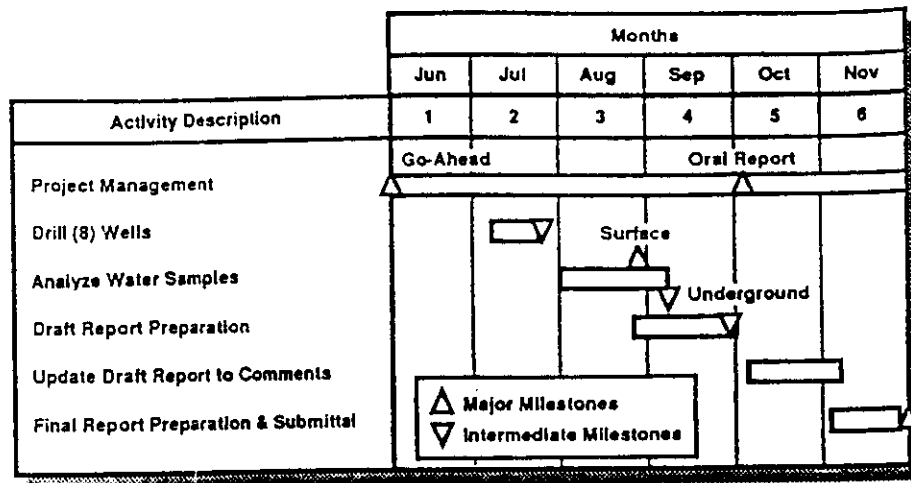 Months
Jun Jul Aug Sep Oct Nov
Activity Description 1 2 3 4 5 6
Go-Ahead Oral Report
Project Management
Drill (8) Wells
Surface
Analyze Water Samples
Underground
Draft Report Preparation
Update Draft Report to Comments
Major Milestones
Final Report Preparation & Submittal
Intermediate Milestones